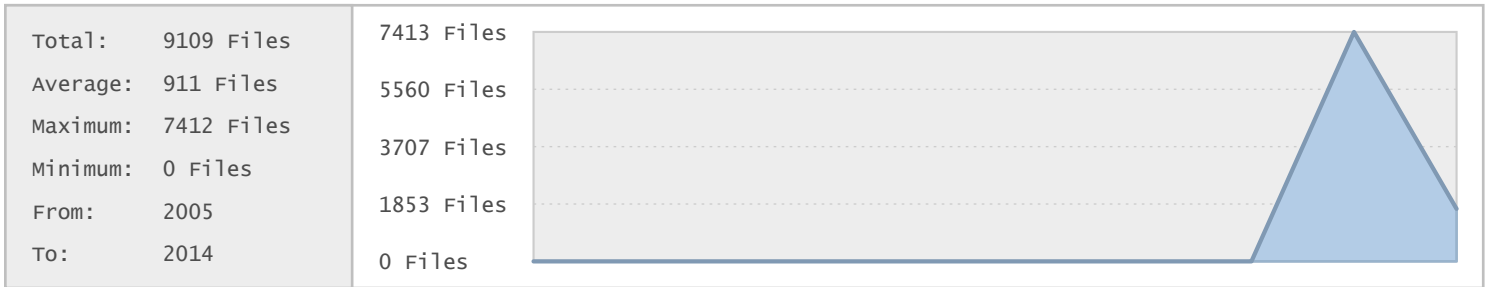 Total: 9109 Files
Average: 911 Files
Maximum: 7412 Files
Minimum: 0 Files
From: 2005
To: 2014
7413 Files
5560 Files
3707 Files
1853 Files
0 Files